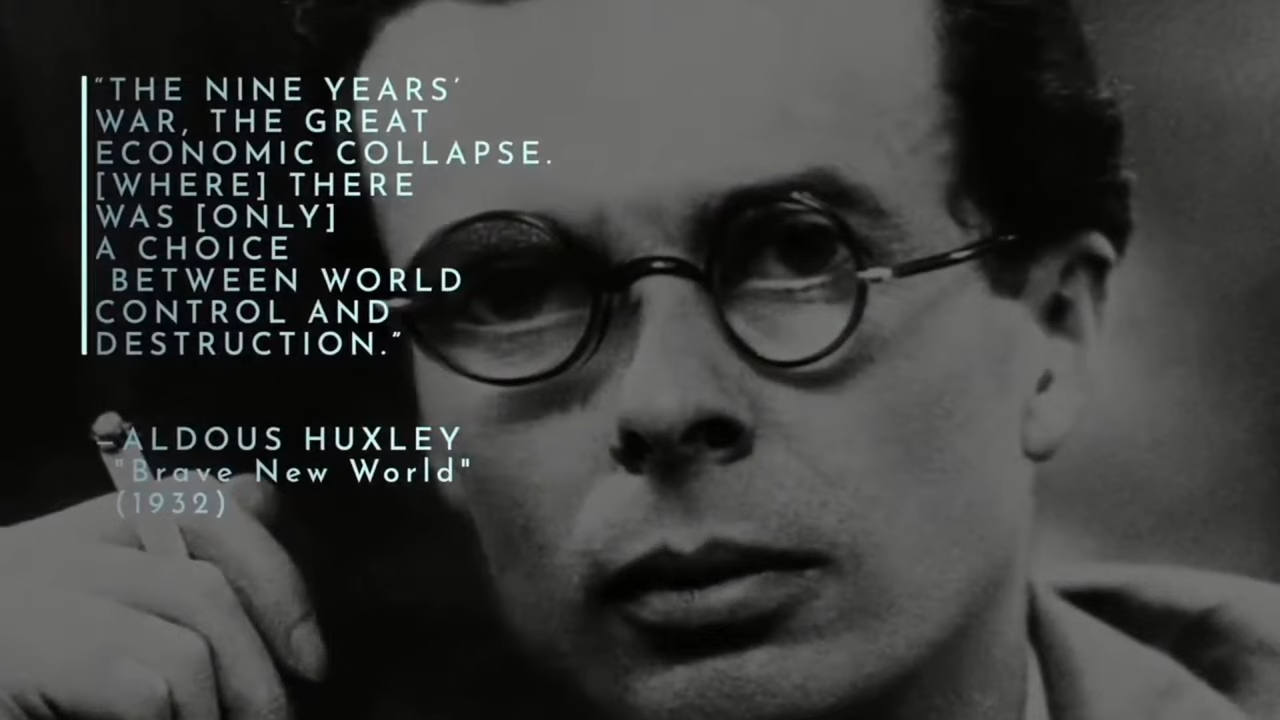 “THE NINE YEARS’
WAR, THE GREAT
ECONOMIC COLLAPSE.
[WHERE] THERE
WAS [ONLY]
A CHOICE
BETWEEN WORLD
CONTROL AND
DESTRUCTION.”
–ALDOUS HUXLEY
"Brave New World"
(1932)